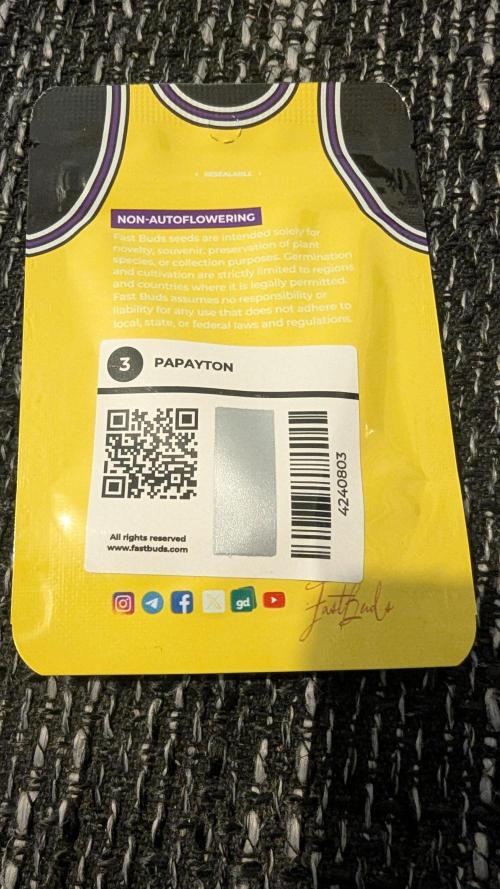 RESEALABLE
NON-AUTOFLOWERING
Fast Buds seeds are intended solely for
novelty, souvenir, preservation of plant
species, or collection purposes. Germination
and cultivation are strictly limited to regions
and countries where it is legally permitted.
Fast Buds assumes no responsibility or
liability for any use that does not adhere to
local, state, or federal laws and regulations.
3 PAPAYTON
4240803
All rights reserved
www.fastbuds.com
gd
FastBuds